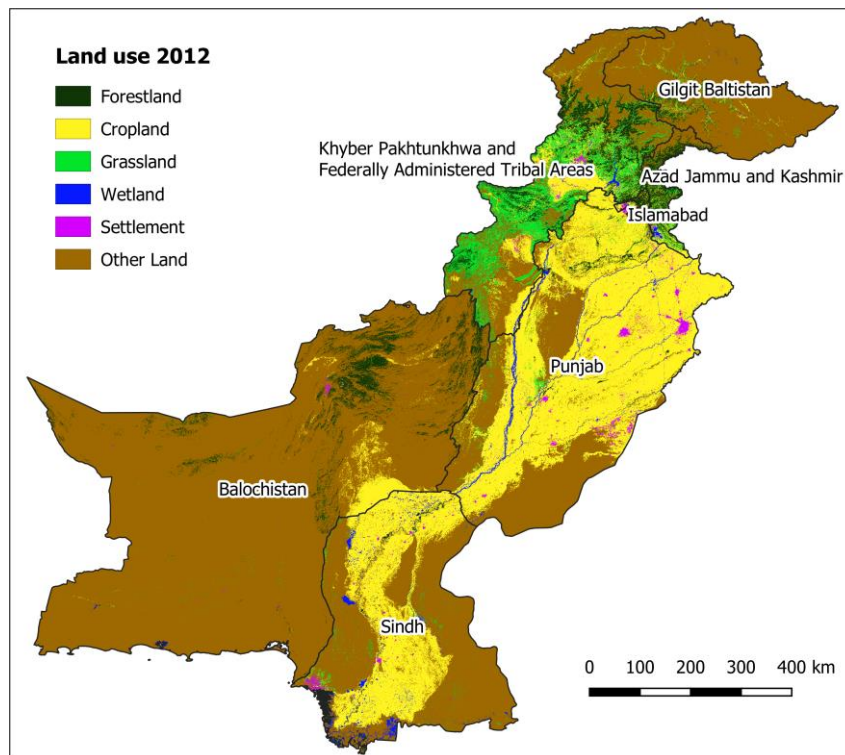 Land use 2012
Forestland
Cropland
Grassland
Wetland
Settlement
Other Land
Gilgit Baltistan
Khyber Pakhtunkhwa and
Federally Administered Tribal Areas
Azad Jammu and Kashmir
Islamabad
Punjab
Balochistan
Sindh
0 100 200 300 400 km